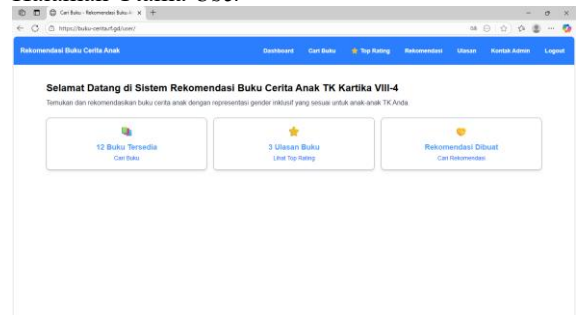 Cari Buku - Rekomendasi Buku
https://buku-cerita.rf.gd/user/
Rekomendasi Buku Cerita Anak
Dashboard Cari Buku Top Rating Rekomendasi Ulasan Kontak Admin Logout
Selamat Datang di Sistem Rekomendasi Buku Cerita Anak TK Kartika VIII-4
Temukan dan rekomendasikan buku cerita anak dengan representasi gender inklusif yang sesuai untuk anak-anak TK Anda.
12 Buku Tersedia
Cari Buku
3 Ulasan Buku
Lihat Top Rating
Rekomendasi Dibuat
Cari Rekomendasi